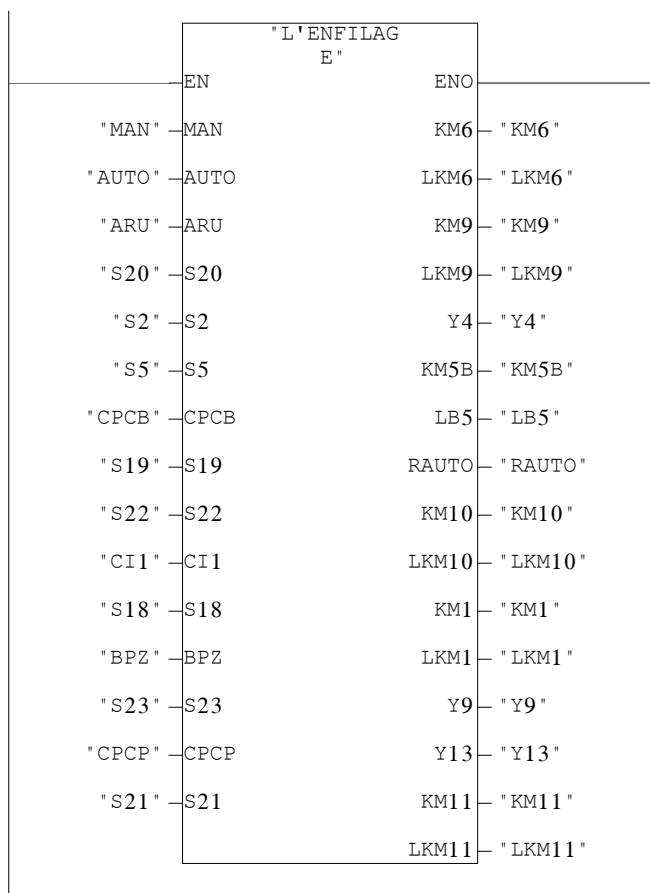 "L'ENFILAG
E"
EN ENO
"MAN" MAN KM6 "KM6"
"AUTO" AUTO LKM6 "LKM6"
"ARU" ARU KM9 "KM9"
"S20" S20 LKM9 "LKM9"
"S2" S2 Y4 "Y4"
"S5" S5 KM5B "KM5B"
"CPCB" CPCB LB5 "LB5"
"S19" S19 RAUTO "RAUTO"
"S22" S22 KM10 "KM10"
"CI1" CI1 LKM10 "LKM10"
"S18" S18 KM1 "KM1"
"BPZ" BPZ LKM1 "LKM1"
"S23" S23 Y9 "Y9"
"CPCP" CPCP Y13 "Y13"
"S21" S21 KM11 "KM11"
LKM11 "LKM11"